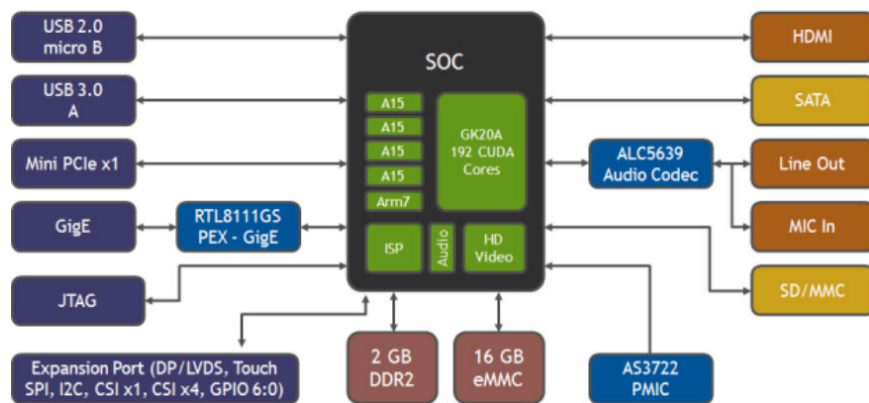 USB 2.0
micro B
USB 3.0
A
Mini PCIe x1
GigE
RTL8111GS
PEX - GigE
JTAG
Expansion Port (DP/LVDS, Touch
SPI, I2C, CSI x1, CSI x4, GPIO 6:0)
SOC
A15
A15
A15
A15
Arm7
GK20A
192 CUDA
Cores
ISP
Audio
HD
Video
2 GB
DDR2
16 GB
eMMC
HDMI
SATA
ALC5639
Audio Codec
Line Out
MIC In
SD/MMC
AS3722
PMIC